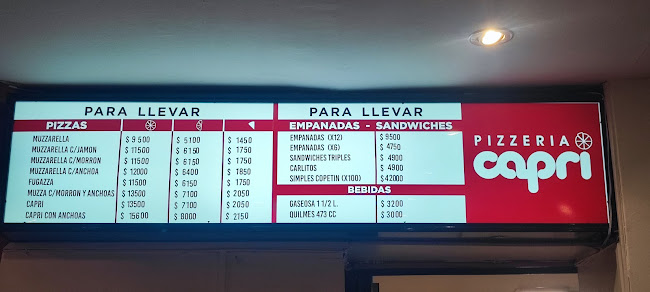 PARA LLEVAR
PIZZAS
MUZZARELLA $ 9500 $ 5100 $ 1450
MUZZARELLA C/JAMON $ 11500 $ 6150 $ 1750
MUZZARELLA C/MORRON $ 11500 $ 6150 $ 1750
MUZZARELLA C/ANCHOA $ 12000 $ 6400 $ 1850
FUGAZZA $ 11500 $ 6150 $ 1750
MUZZA C/MORRON Y ANCHOAS $ 13500 $ 7100 $ 2050
CAPRI $ 13500 $ 7100 $ 2050
CAPRI CON ANCHOAS $ 15600 $ 8000 $ 2150
PARA LLEVAR
EMPANADAS - SANDWICHES
EMPANADAS (X12) $ 9500
EMPANADAS (X6) $ 4750
SANDWICHES TRIPLES $ 4900
CARLITOS $ 4900
SIMPLES COPETIN (X100) $ 42000
BEBIDAS
GASEOSA 1 1/2 L. $ 3200
QUILMES 473 CC $ 3000
PIZZERIA
capri